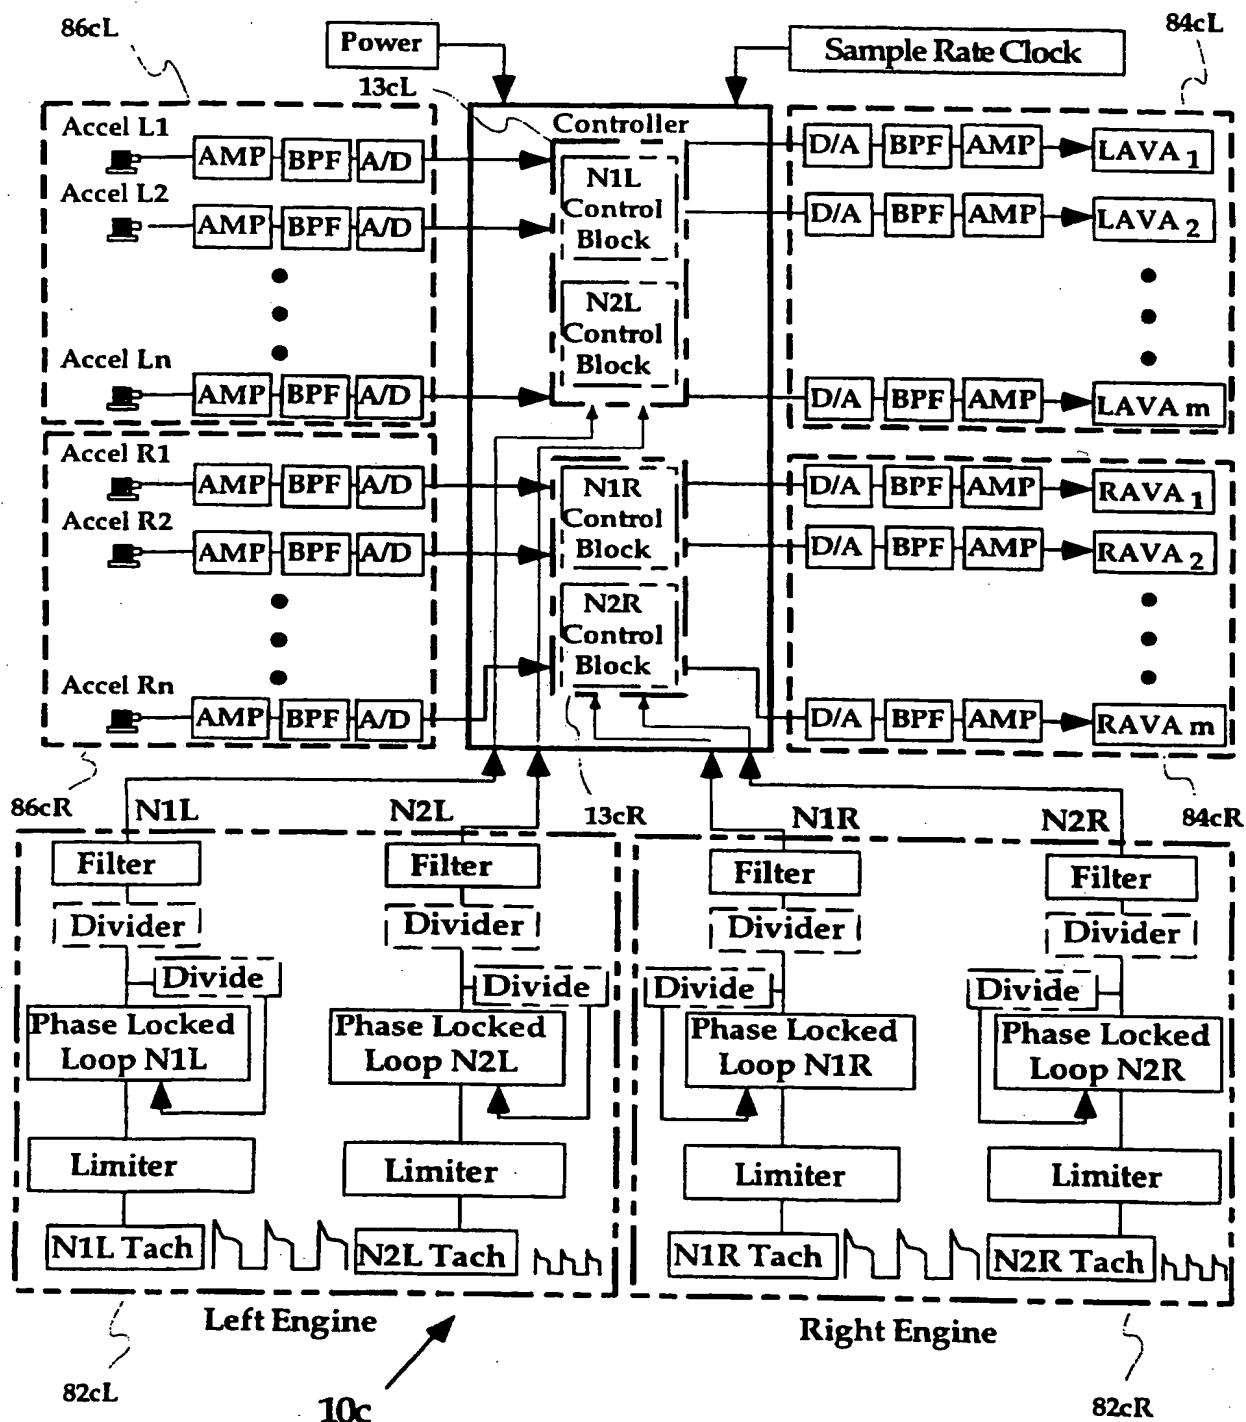 86cL
Power
Sample Rate Clock
84cL
13cL
Controller
Accel L1
AMP BPF A/D
Accel L2
AMP BPF A/D
Accel Ln
AMP BPF A/D
N1L
Control
Block
N2L
Control
Block
D/A BPF AMP LAVA 1
D/A BPF AMP LAVA 2
D/A BPF AMP LAVA m
Accel R1
AMP BPF A/D
Accel R2
AMP BPF A/D
Accel Rn
AMP BPF A/D
N1R
Control
Block
N2R
Control
Block
D/A BPF AMP RAVA 1
D/A BPF AMP RAVA 2
D/A BPF AMP RAVA m
86cR
N1L
N2L
13cR
N1R
N2R
84cR
Filter
Divider
Divide
Phase Locked
Loop N1L
Limiter
N1L Tach
Filter
Divider
Divide
Phase Locked
Loop N2L
Limiter
N2L Tach
Filter
Divider
Divide
Phase Locked
Loop N1R
Limiter
N1R Tach
Filter
Divider
Divide
Phase Locked
Loop N2R
Limiter
N2R Tach
Left Engine
Right Engine
82cL
10c
82cR